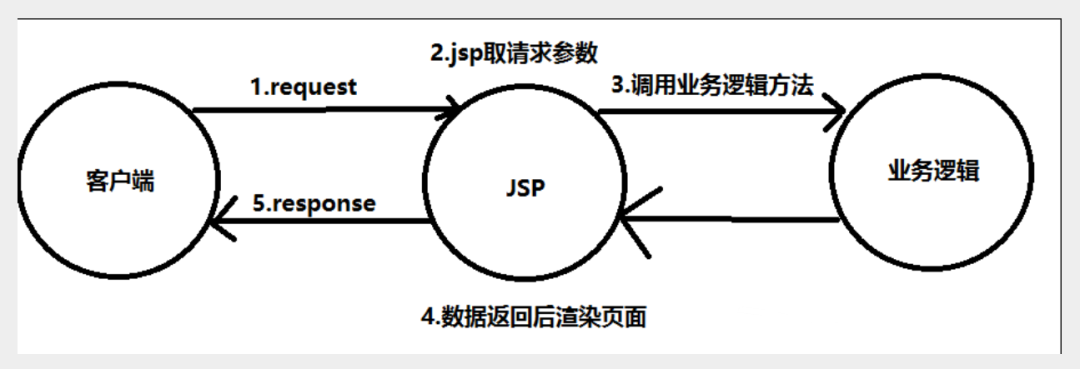 2.jsp取请求参数
1.request
3.调用业务逻辑方法
客户端
JSP
业务逻辑
5.response
4.数据返回后渲染页面